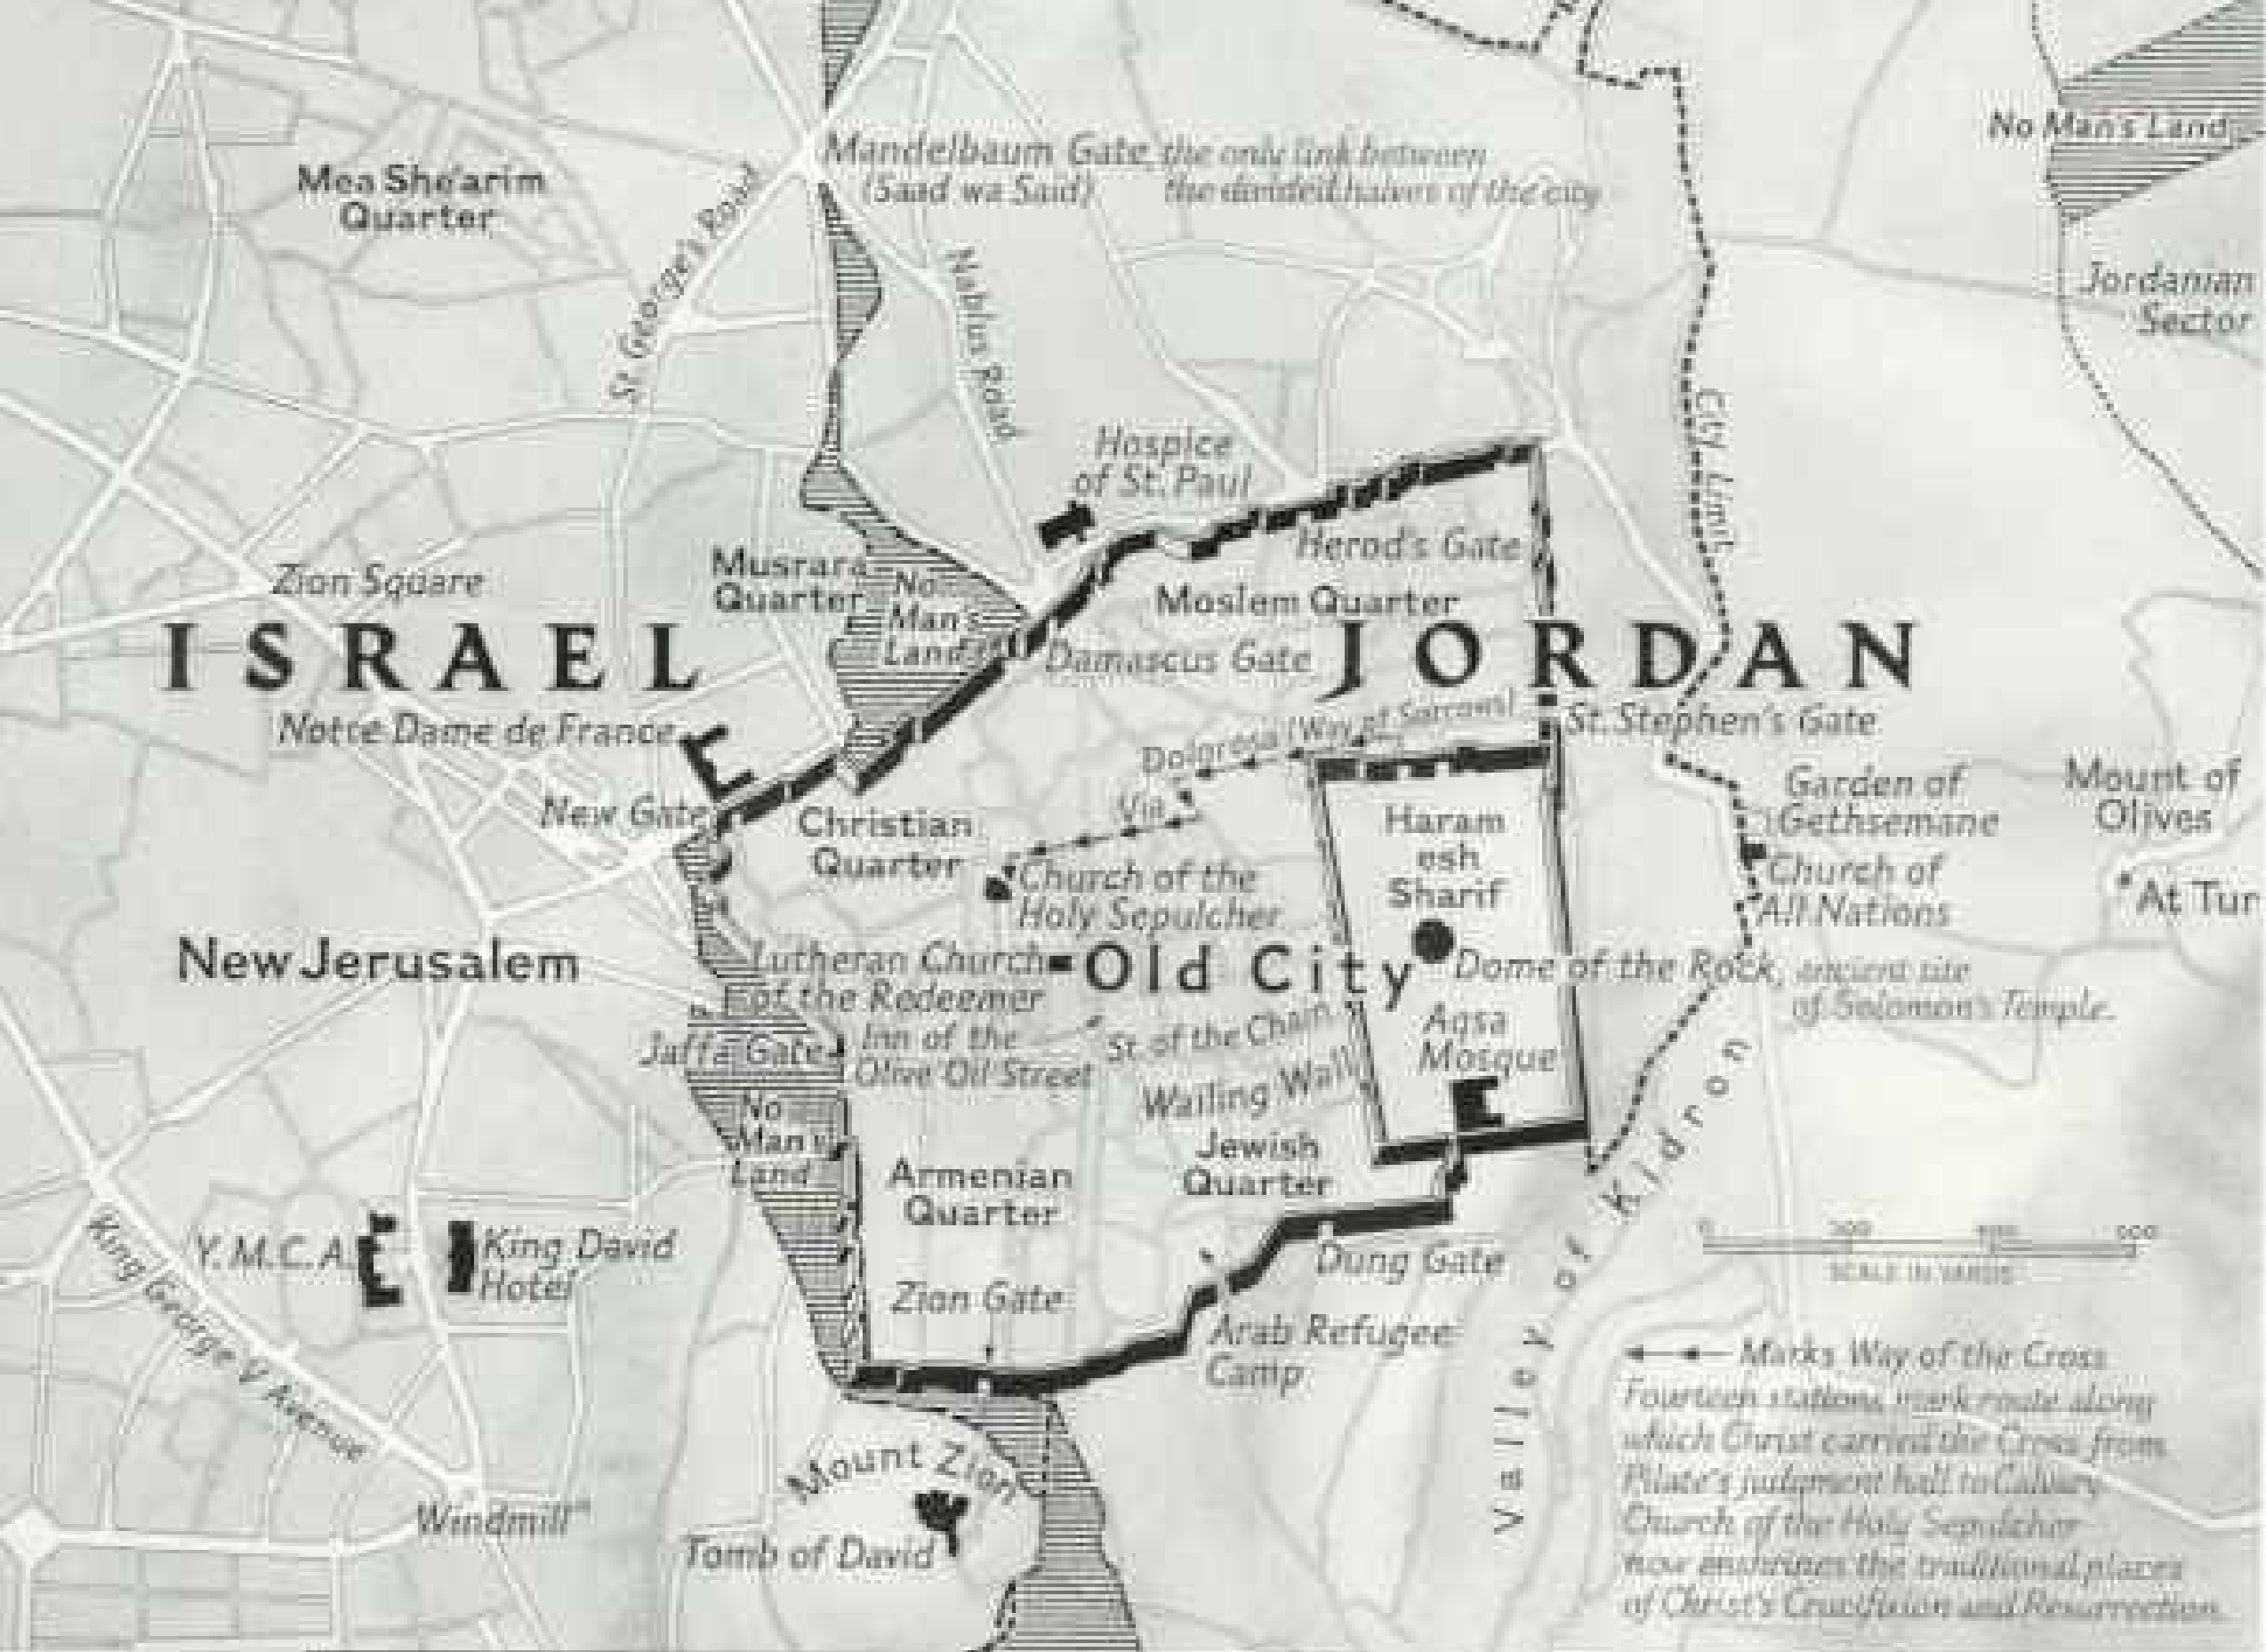 No Man's Land
Mandelbaum Gate, the only link between
(Saad wa Said) the divided halves of the city
Mea She'arim
Quarter
St. George's Road
Nablus Road
Jordanian
Sector
City Limit
Hospice
of St. Paul
Herod's Gate
Musrara
Quarter
No
Man's
Land
Zion Square
Moslem Quarter
ISRAEL
Damascus Gate
JORDAN
Notre Dame de France
Via Dolorosa (Way of Sorrows)
St. Stephen's Gate
New Gate
Christian
Quarter
Haram
esh
Sharif
Garden of
Gethsemane
Mount of
Olives
Church of the
Holy Sepulcher
Church of
All Nations
At Tur
New Jerusalem
Lutheran Church
of the Redeemer
Old City
Dome of the Rock, ancient site
of Solomon's Temple.
Jaffa Gate
Inn of the
Olive Oil Street
St. of the Chain
Aqsa
Mosque
Wailing Wall
No
Man's
Land
Armenian
Quarter
Jewish
Quarter
Valley of Kidron
Y.M.C.A.
King David
Hotel
King George V Avenue
Zion Gate
Dung Gate
0 200 400 600
SCALE IN YARDS
Arab Refugee
Camp
Mount Zion
Windmill
Tomb of David
Marks Way of the Cross
Fourteen stations mark route along
which Christ carried the Cross from
Pilate's judgment hall to Calvary
Church of the Holy Sepulcher
now enshrines the traditional places
of Christ's Crucifixion and Resurrection.